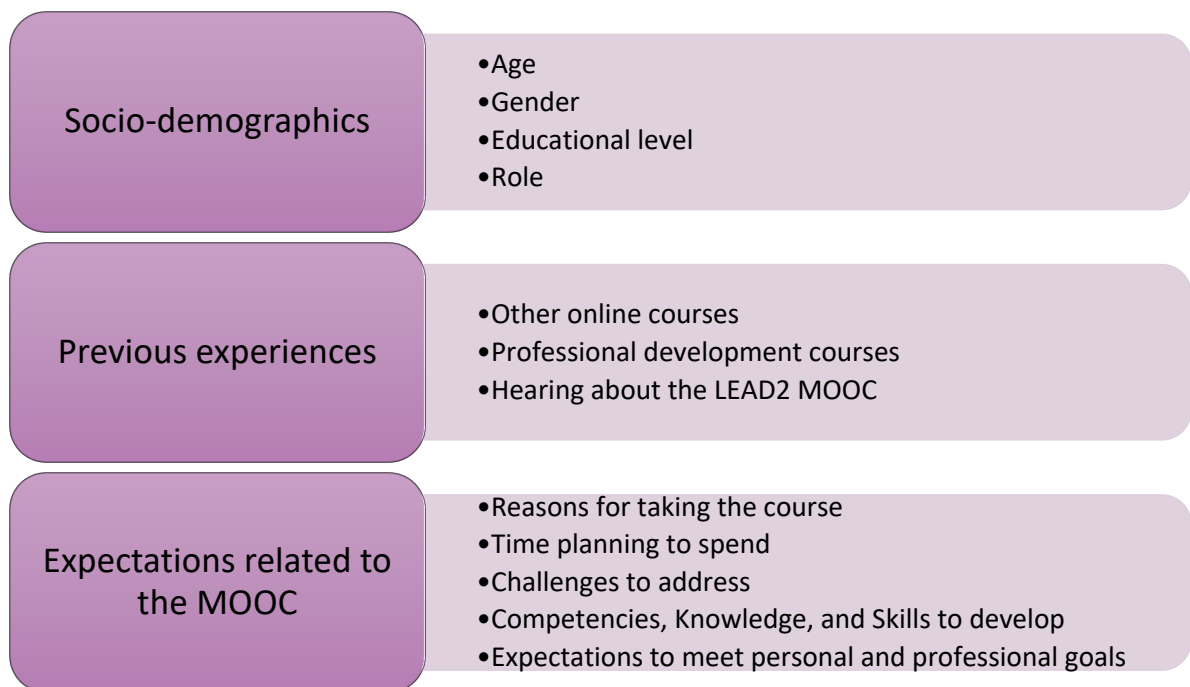 Socio-demographics
•Age
•Gender
•Educational level
•Role
Previous experiences
•Other online courses
•Professional development courses
•Hearing about the LEAD2 MOOC
Expectations related to
the MOOC
•Reasons for taking the course
•Time planning to spend
•Challenges to address
•Competencies, Knowledge, and Skills to develop
•Expectations to meet personal and professional goals